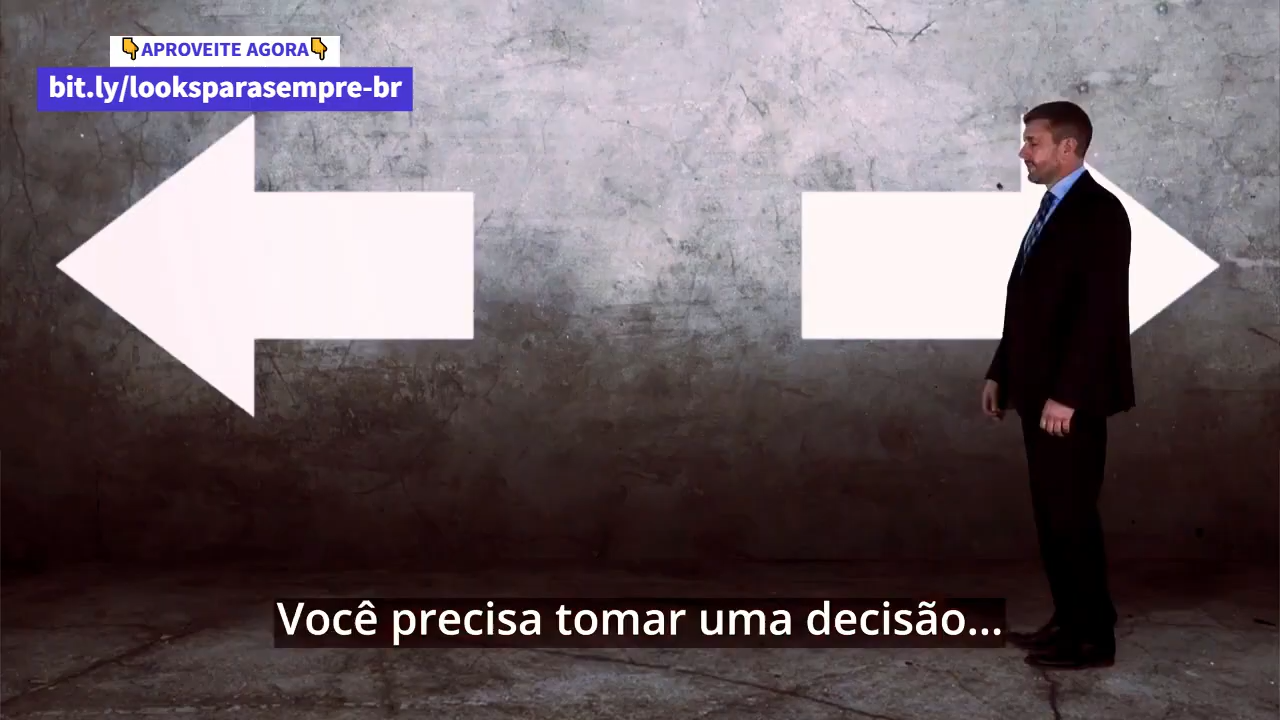 👇APROVEITE AGORA👇
bit.ly/looksparasempre-br
Você precisa tomar uma decisão...